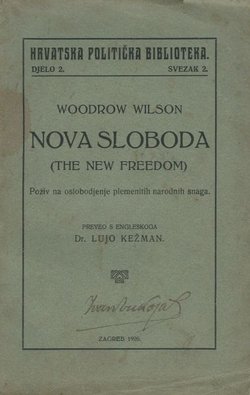 HRVATSKA POLITIČKA BIBLIOTEKA.
DJELO 2. SVEZAK 2.
WOODROW WILSON
NOVA SLOBODA
(THE NEW FREEDOM)
Poziv na oslobodjenje plemenitih narodnih snaga.
PREVEO S ENGLESKOGA
Dr. LUJO KEŽMAN.
ZAGREB 1920.